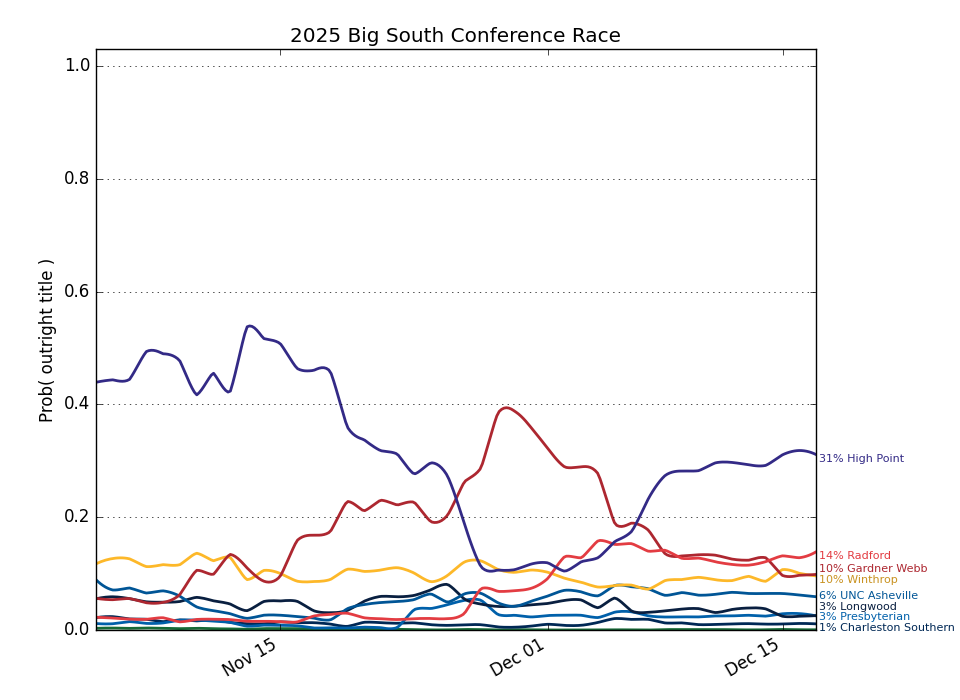 2025 Big South Conference Race
Prob( outright title )
1.0
0.8
0.6
0.4
0.2
0.0
31% High Point
14% Radford
10% Gardner Webb
10% Winthrop
6% UNC Asheville
3% Longwood
3% Presbyterian
1% Charleston Southern
Nov 15
Dec 01
Dec 15